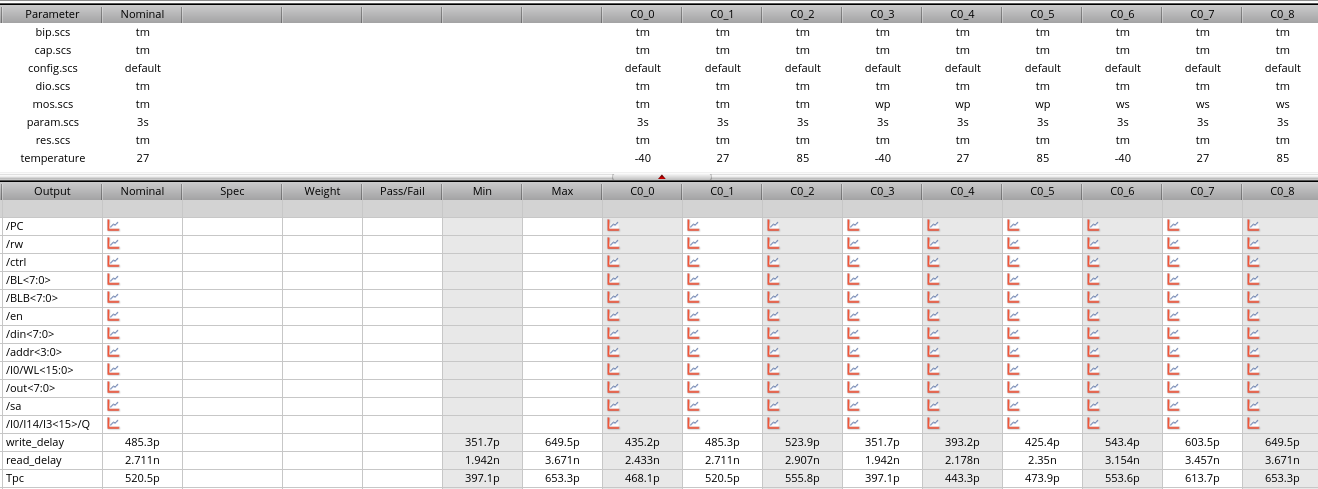 Parameter Nominal C0_0 C0_1 C0_2 C0_3 C0_4 C0_5 C0_6 C0_7 C0_8
bip.scs tm tm tm tm tm tm tm tm tm tm
cap.scs tm tm tm tm tm tm tm tm tm tm
config.scs default default default default default default default default default default
dio.scs tm tm tm tm tm tm tm tm tm tm
mos.scs tm tm tm tm wp wp wp ws ws ws
param.scs 3s 3s 3s 3s 3s 3s 3s 3s 3s 3s
res.scs tm tm tm tm tm tm tm tm tm tm
temperature 27 -40 27 85 -40 27 85 -40 27 85
Output Nominal Spec Weight Pass/Fail Min Max C0_0 C0_1 C0_2 C0_3 C0_4 C0_5 C0_6 C0_7 C0_8
/PC
/rw
/ctrl
/BL<7:0>
/BLB<7:0>
/en
/din<7:0>
/addr<3:0>
/I0/WL<15:0>
/out<7:0>
/sa
/I0/I14/I3<15>/Q
write_delay 485.3p 351.7p 649.5p 435.2p 485.3p 523.9p 351.7p 393.2p 425.4p 543.4p 603.5p 649.5p
read_delay 2.711n 1.942n 3.671n 2.433n 2.711n 2.907n 1.942n 2.178n 2.35n 3.154n 3.457n 3.671n
Tpc 520.5p 397.1p 653.3p 468.1p 520.5p 555.8p 397.1p 443.3p 473.9p 553.6p 613.7p 653.3p